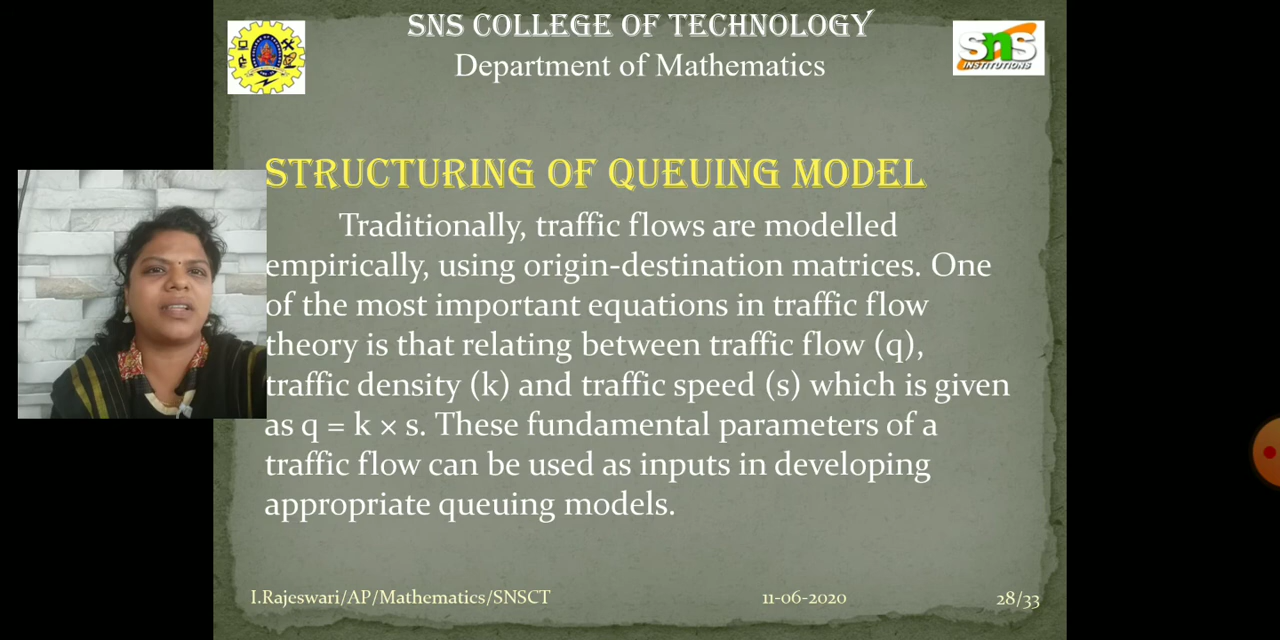 SNS COLLEGE OF TECHNOLOGY
Department of Mathematics
sns
INSTITUTIONS
STRUCTURING OF QUEUING MODEL
Traditionally, traffic flows are modelled
empirically, using origin-destination matrices. One
of the most important equations in traffic flow
theory is that relating between traffic flow (q),
traffic density (k) and traffic speed (s) which is given
as q = k × s. These fundamental parameters of a
traffic flow can be used as inputs in developing
appropriate queuing models.
I.Rajeswari/AP/Mathematics/SNSCT
11-06-2020
28/33